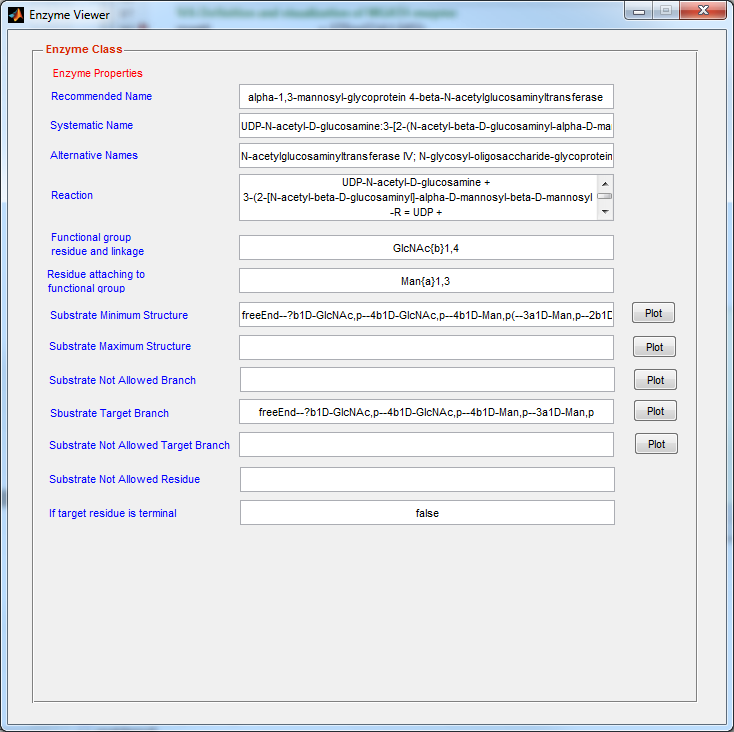 Enzyme Viewer
Enzyme Class
Enzyme Properties
Recommended Name
alpha-1,3-mannosyl-glycoprotein 4-beta-N-acetylglucosaminyltransferase
Systematic Name
UDP-N-acetyl-D-glucosamine:3-[2-(N-acetyl-beta-D-glucosaminyl-alpha-D-ma
Alternative Names
N-acetylglucosaminyltransferase IV; N-glycosyl-oligosaccharide-glycoprotein
Reaction
UDP-N-acetyl-D-glucosamine +
3-(2-[N-acetyl-beta-D-glucosaminyl]-alpha-D-mannosyl-beta-D-mannosyl
-R = UDP +
Functional group
residue and linkage
GlcNAc{b}1,4
Residue attaching to
functional group
Man{a}1,3
Substrate Minimum Structure
freeEnd--?b1D-GlcNAc,p--4b1D-GlcNAc,p--4b1D-Man,p(--3a1D-Man,p--2b1D
Plot
Substrate Maximum Structure
Plot
Substrate Not Allowed Branch
Plot
Sbustrate Target Branch
freeEnd--?b1D-GlcNAc,p--4b1D-GlcNAc,p--4b1D-Man,p--3a1D-Man,p
Plot
Substrate Not Allowed Target Branch
Plot
Substrate Not Allowed Residue
If target residue is terminal
false